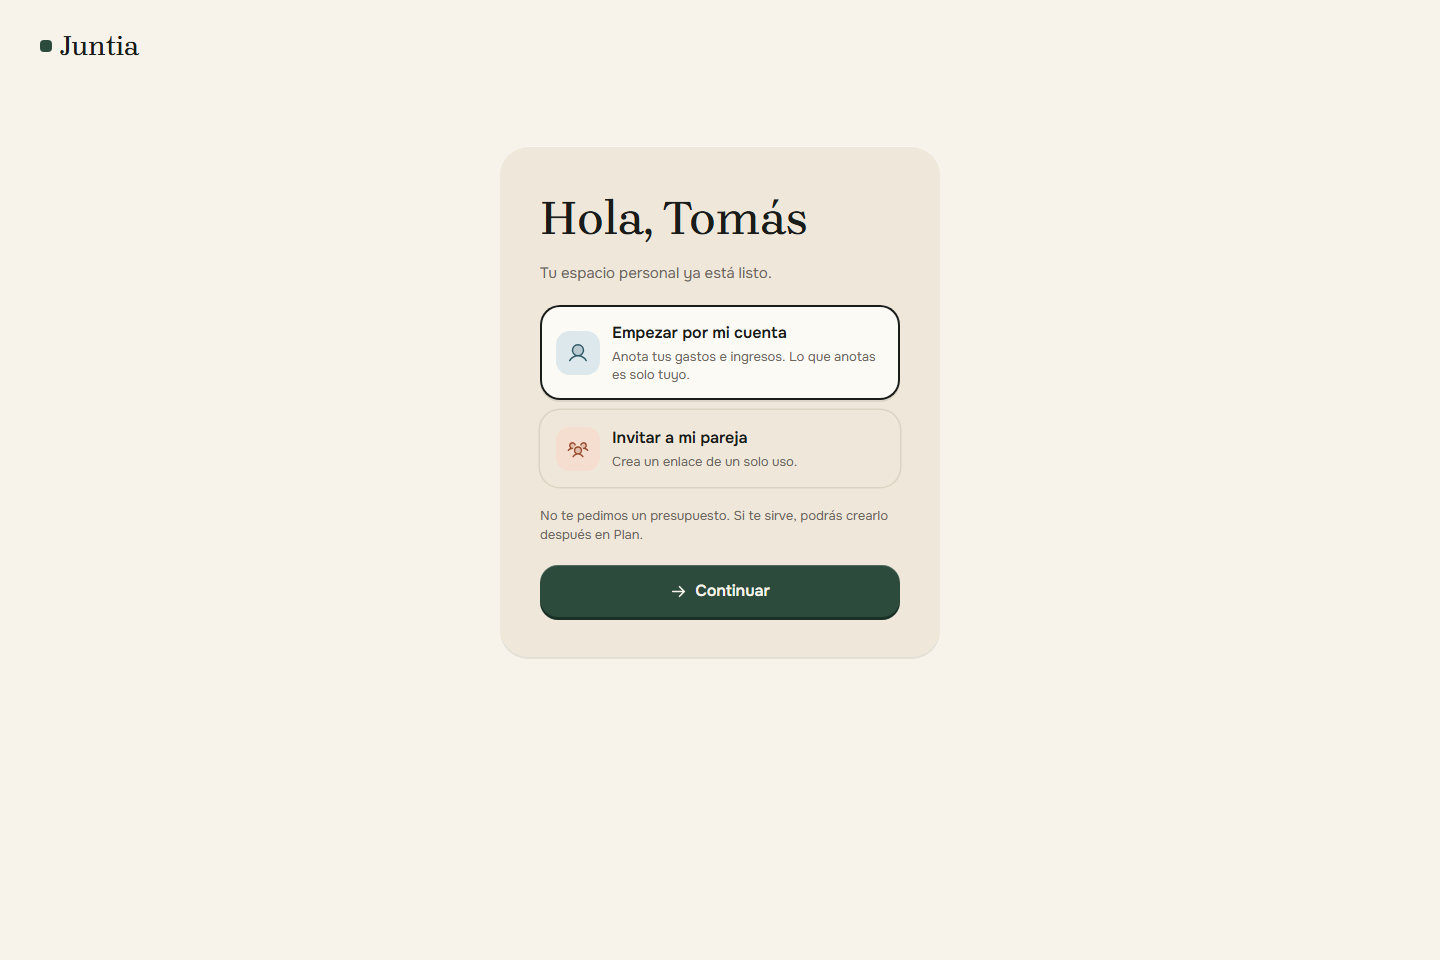 Juntia
Hola, Tomás
Tu espacio personal ya está listo.
Empezar por mi cuenta
Anota tus gastos e ingresos. Lo que anotas
es solo tuyo.
Invitar a mi pareja
Crea un enlace de un solo uso.
No te pedimos un presupuesto. Si te sirve, podrás crearlo
después en Plan.
Continuar